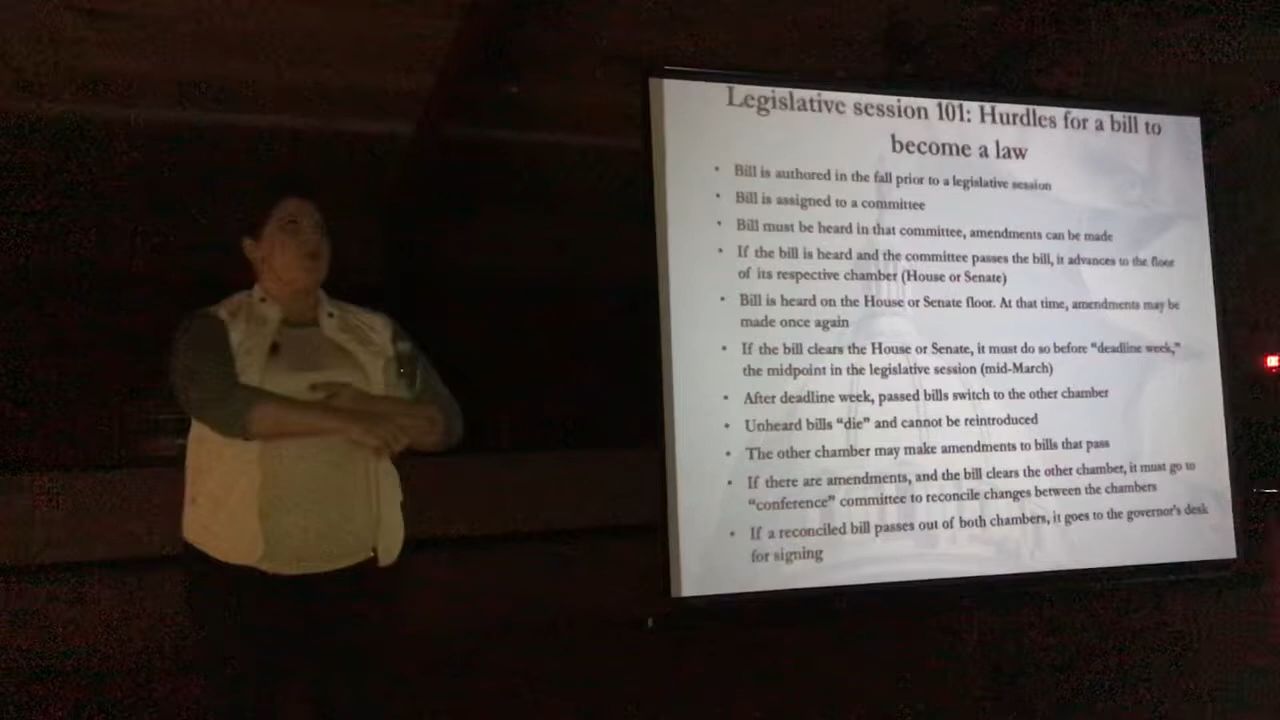 Legislative session 101: Hurdles for a bill to
become a law
• Bill is authored in the fall prior to a legislative session
• Bill is assigned to a committee
• Bill must be heard in that committee, amendments can be made
• If the bill is heard and the committee passes the bill, it advances to the floor
of its respective chamber (House or Senate)
• Bill is heard on the House or Senate floor. At that time, amendments may be
made once again
• If the bill clears the House or Senate, it must do so before “deadline week,”
the midpoint in the legislative session (mid-March)
• After deadline week, passed bills switch to the other chamber
• Unheard bills “die” and cannot be reintroduced
• The other chamber may make amendments to bills that pass
• If there are amendments, and the bill clears the other chamber, it must go to
“conference” committee to reconcile changes between the chambers
• If a reconciled bill passes out of both chambers, it goes to the governor's desk
for signing